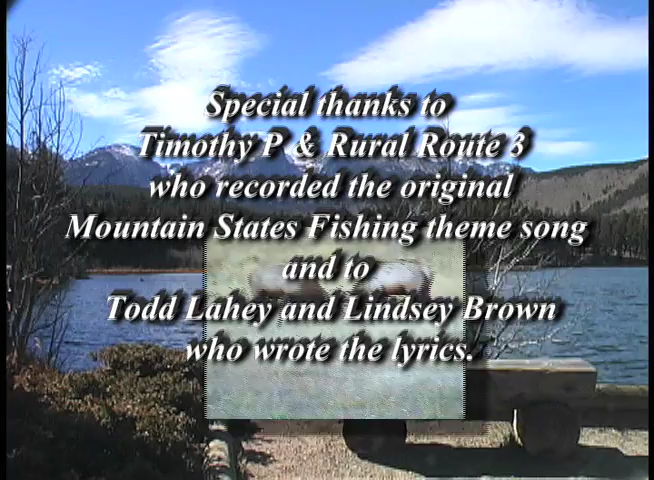 Special thanks to
Timothy P & Rural Route 3
who recorded the original
Mountain States Fishing theme song
and to
Todd Lahey and Lindsey Brown
who wrote the lyrics.